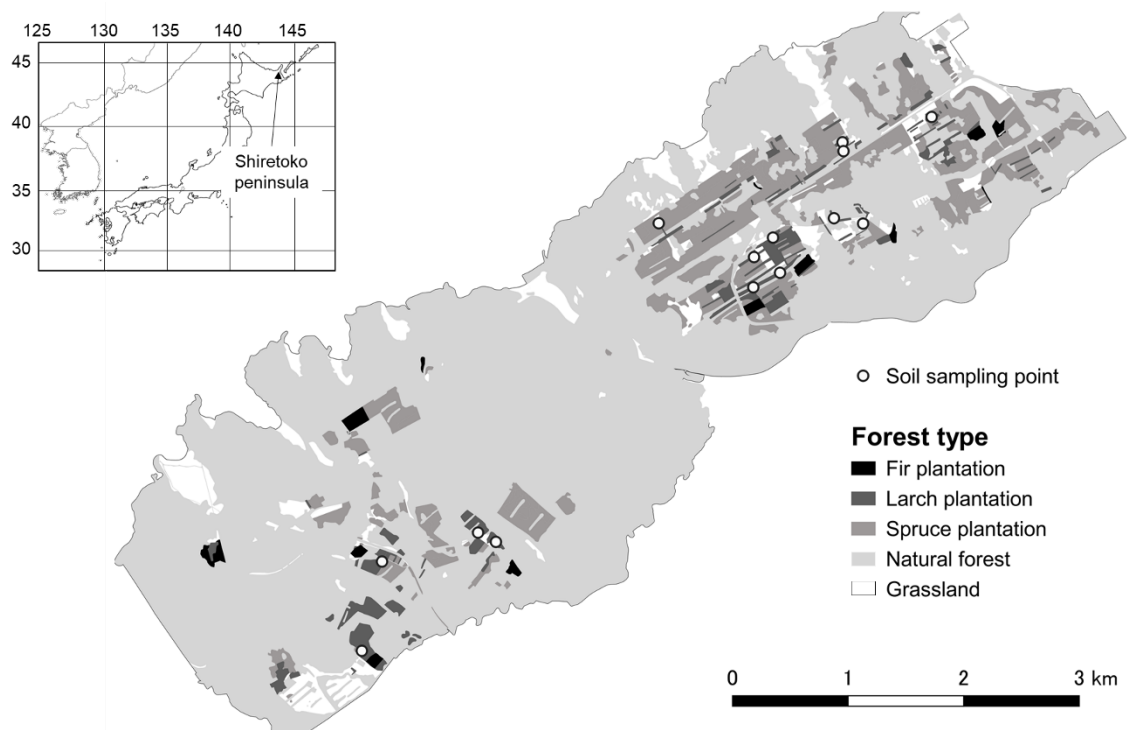 125 130 135 140 145
45
40
35
30
Shiretoko
peninsula
Soil sampling point
Forest type
Fir plantation
Larch plantation
Spruce plantation
Natural forest
Grassland
0 1 2 3 km